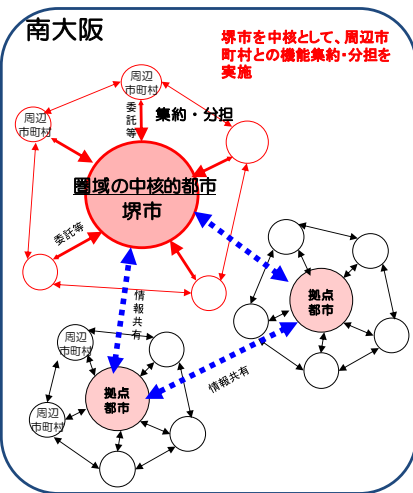 南大阪
堺市を中核として、周辺市
町村との機能集約・分担を
実施
周辺
市町村
周辺
市町村
委託等
集約・分担
圏域の中核的都市
堺市
委託等
情報共有
拠点
都市
周辺
市町村
拠点
都市
周辺
市町村
情報共有